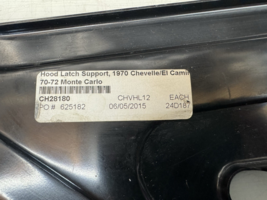 Hood Latch Support, 1970 Chevelle/El Camin
70-72 Monte Carlo
CH28180 CHVHL12 EACH
PO # 625182 06/05/2015 24D187